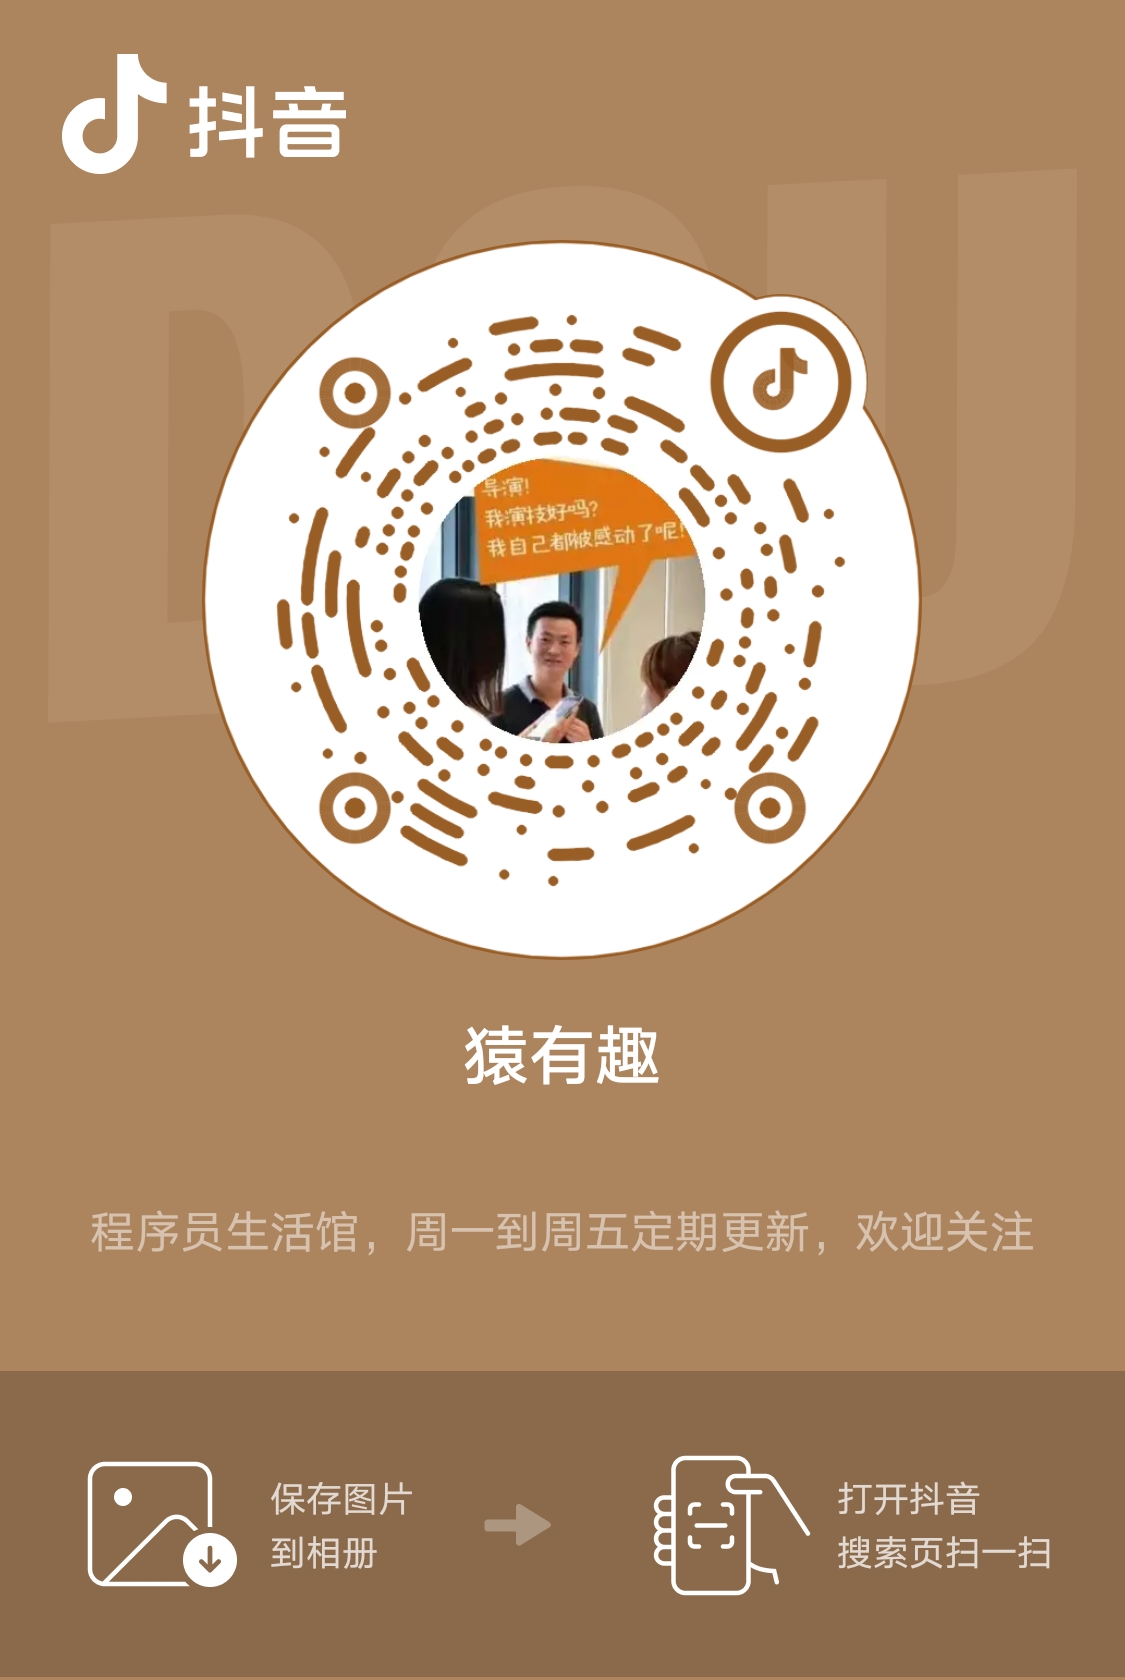 抖音
DOU
导演!
我演技好吗?
我自己都被感动了呢!
猿有趣
程序员生活馆，周一到周五定期更新，欢迎关注
保存图片
到相册
打开抖音
搜索页扫一扫